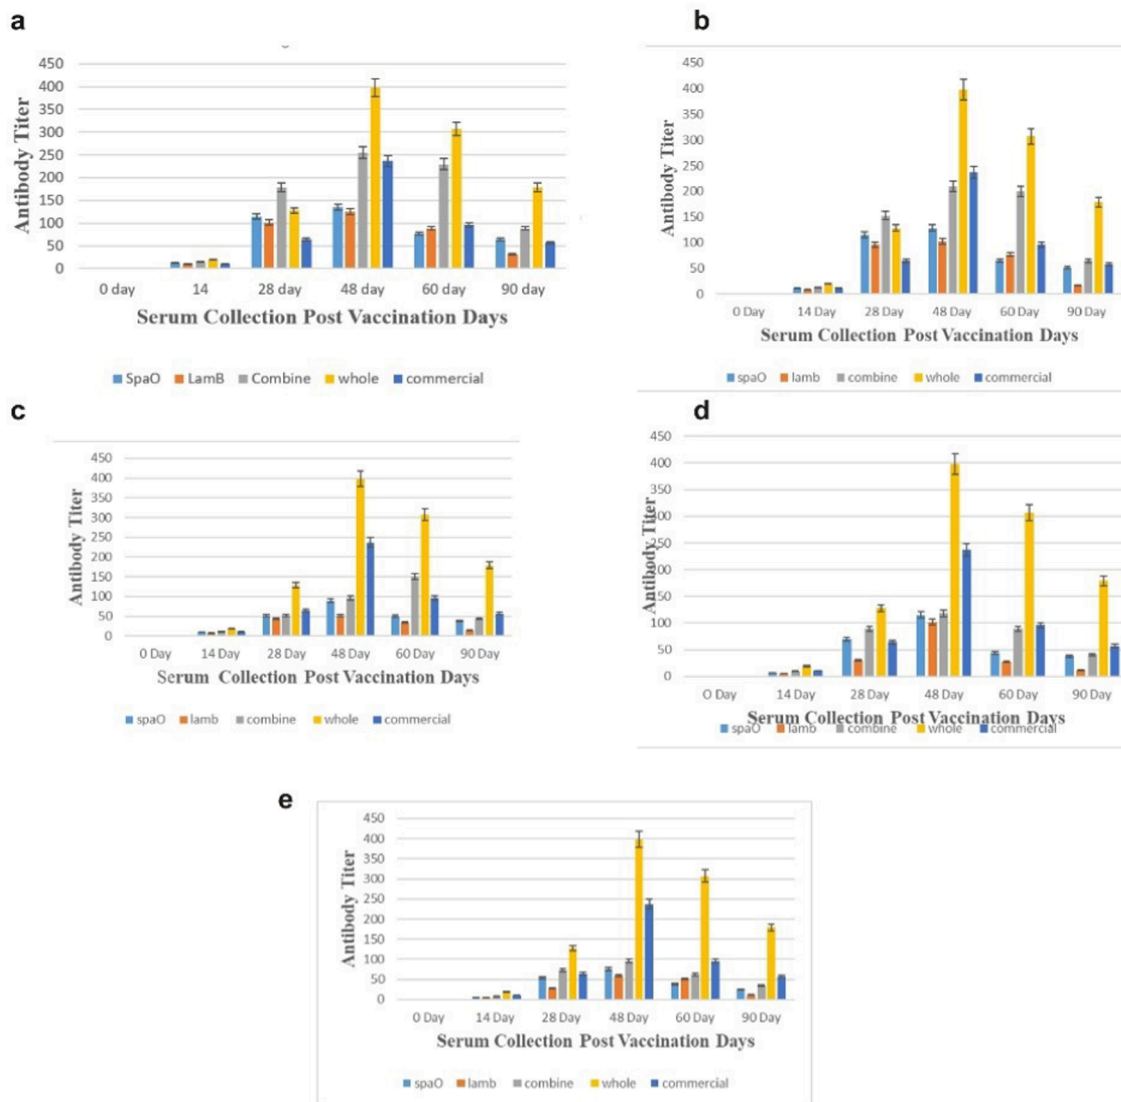 a
450
400
350
300
250
200
150
100
50
0
Antibody Titer
0 day 14 28 day 48 day 60 day 90 day
Serum Collection Post Vaccination Days
SpaO LamB Combine whole commercial
b
450
400
350
300
250
200
150
100
50
0
Antibody Titer
0 Day 14 Day 28 Day 48 Day 60 Day 90 Day
Serum Collection Post Vaccination Days
spaO lamb combine whole commercial
c
450
400
350
300
250
200
150
100
50
0
Antibody Titer
0 Day 14 Day 28 Day 48 Day 60 Day 90 Day
Serum Collection Post Vaccination Days
spaO lamb combine whole commercial
d
450
400
350
300
250
200
150
100
50
0
Antibody Titer
0 Day 14 Day 28 Day 48 Day 60 Day 90 Day
Serum Collection Post Vaccination Days
spaO lamb combine whole commercial
e
450
400
350
300
250
200
150
100
50
0
Antibody Titer
0 Day 14 Day 28 Day 48 Day 60 Day 90 Day
Serum Collection Post Vaccination Days
spaO lamb combine whole commercial